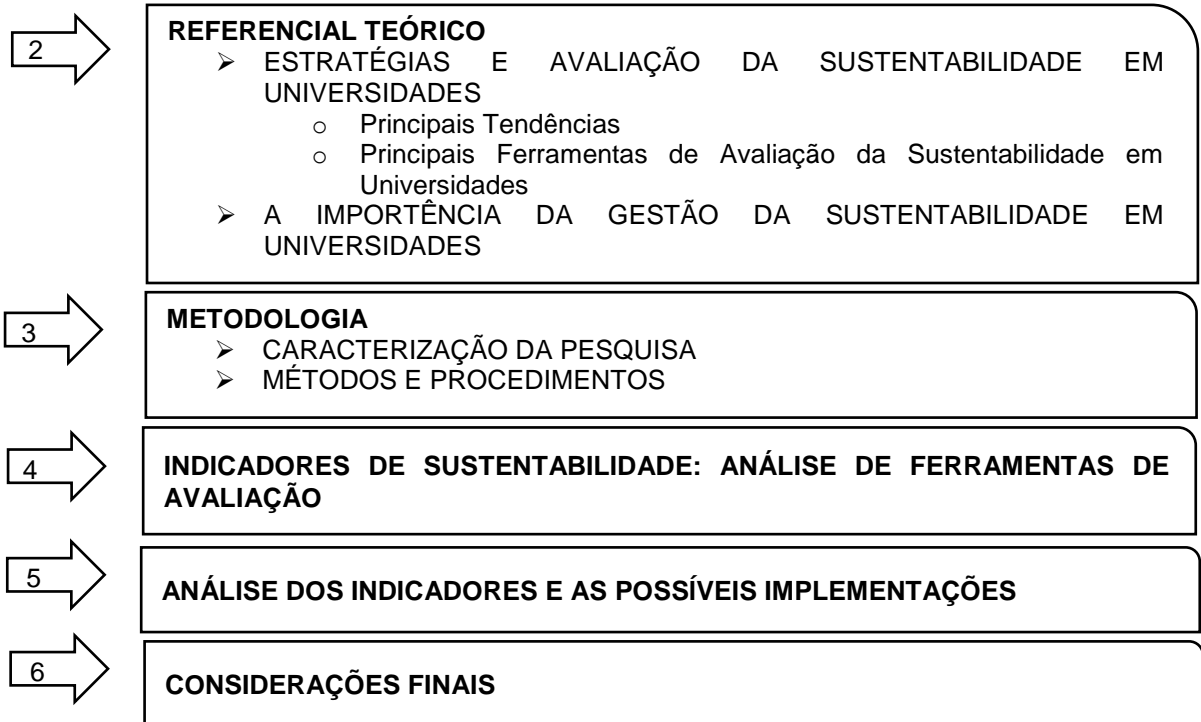 2
REFERENCIAL TEÓRICO
➢ ESTRATÉGIAS E AVALIAÇÃO DA SUSTENTABILIDADE EM
UNIVERSIDADES
o Principais Tendências
o Principais Ferramentas de Avaliação da Sustentabilidade em
Universidades
➢ A IMPORTÊNCIA DA GESTÃO DA SUSTENTABILIDADE EM
UNIVERSIDADES
3
METODOLOGIA
➢ CARACTERIZAÇÃO DA PESQUISA
➢ MÉTODOS E PROCEDIMENTOS
4
INDICADORES DE SUSTENTABILIDADE: ANÁLISE DE FERRAMENTAS DE
AVALIAÇÃO
5
ANÁLISE DOS INDICADORES E AS POSSÍVEIS IMPLEMENTAÇÕES
6
CONSIDERAÇÕES FINAIS